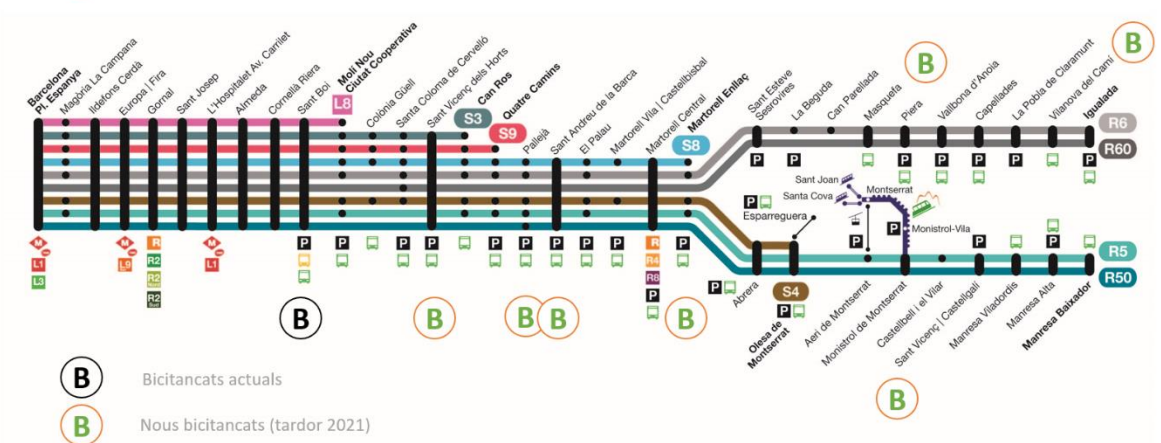 Barcelona
Pl. Espanya
Magòria La Campana
Ildefons Cerdà
Europa | Fira
Gornal
Sant Josep
L'Hospitalet Av. Carrilet
Almeda
Cornellà Riera
Sant Boi
Molí Nou
Ciutat Cooperativa
L8
Colònia Güell
Santa Coloma de Cervelló
Sant Vicenç dels Horts
Can Ros
S3
Quatre Camins
S9
Pallejà
Sant Andreu de la Barca
El Palau
Martorell Vila | Castellbisbal
Martorell Central
Martorell Enllaç
S8
Sant Esteve
Sesrovires
La Beguda
Can Parellada
Masquefa
Piera
Vallbona d'Anoia
Capellades
La Pobla de Claramunt
Vilanova del Camí
Igualada
B
B
R6
R60
P
P
P
P
P
P
P
Sant Joan
Santa Cova
Montserrat
Monistrol-Vila
P
Esparreguera
P
P
P
R5
R50
M
L1
L3
M
L9
R
R2
R2
R2
M
L1
P
P
P
P
P
P
P
P
P
R
R4
R8
P
P
P
Abrera
S4
P
Olesa de
Montserrat
Aeri de Montserrat
Monistrol de Montserrat
Castellbell i el Vilar
Sant Vicenç | Castellgalí
P
Manresa Viladordis
Manresa Alta
P
Manresa Baixador
P
B
B
B
B
B
B
B
Bicitancats actuals
B
Nous bicitancats (tardor 2021)